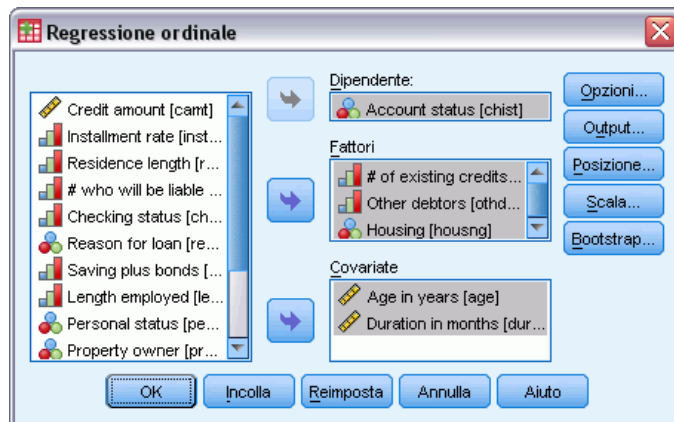 Regressione ordinale
Credit amount [camt]
Installment rate [inst...
Residence length [r...
# who will be liable ...
Checking status [ch...
Reason for loan [re...
Saving plus bonds [...
Length employed [le...
Personal status [pe...
Property owner [pr...
Dipendente:
Account status [chist]
Fattori
# of existing credits...
Other debtors [othd...
Housing [housng]
Covariate
Age in years [age]
Duration in months [dur...
Opzioni...
Output...
Posizione...
Scala...
Bootstrap...
OK
Incolla
Reimposta
Annulla
Aiuto